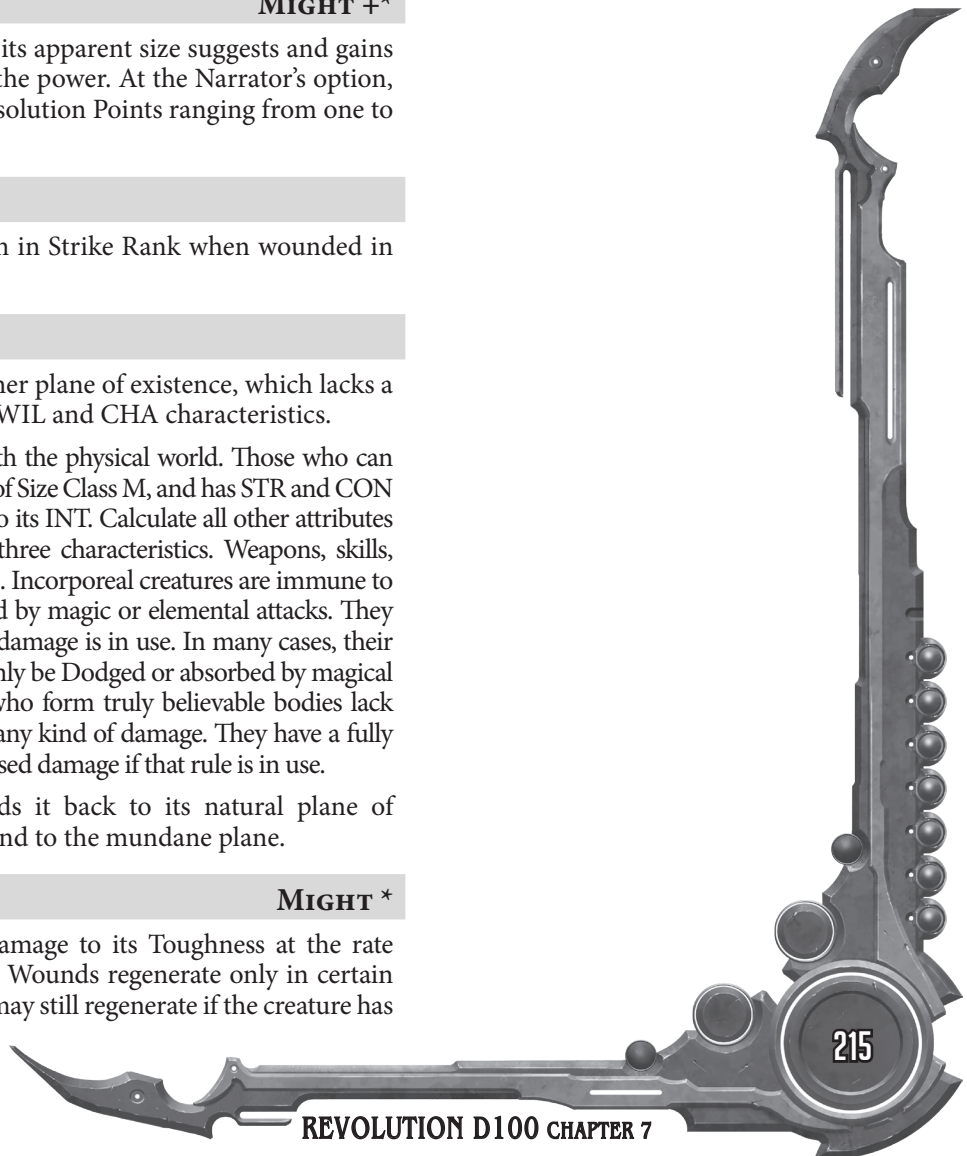 MIGHT +*
its apparent size suggests and gains
the power. At the Narrator's option,
solution Points ranging from one to
in Strike Rank when wounded in
her plane of existence, which lacks a
WIL and CHA characteristics.
th the physical world. Those who can
of Size Class M, and has STR and CON
o its INT. Calculate all other attributes
three characteristics. Weapons, skills,
. Incorporeal creatures are immune to
d by magic or elemental attacks. They
damage is in use. In many cases, their
nly be Dodged or absorbed by magical
who form truly believable bodies lack
any kind of damage. They have a fully
sed damage if that rule is in use.
ds it back to its natural plane of
nd to the mundane plane.
MIGHT *
amage to its Toughness at the rate
Wounds regenerate only in certain
may still regenerate if the creature has
215
REVOLUTION D100 CHAPTER 7